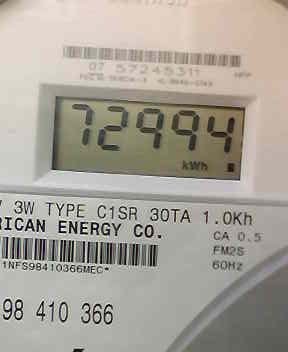 07 57245311
72994
kWh
3W TYPE C1SR 30TA 1.0Kh
RICAN ENERGY CO.
CA 0.5
FM2S
60Hz
1NFS98410366MEC*
98 410 366